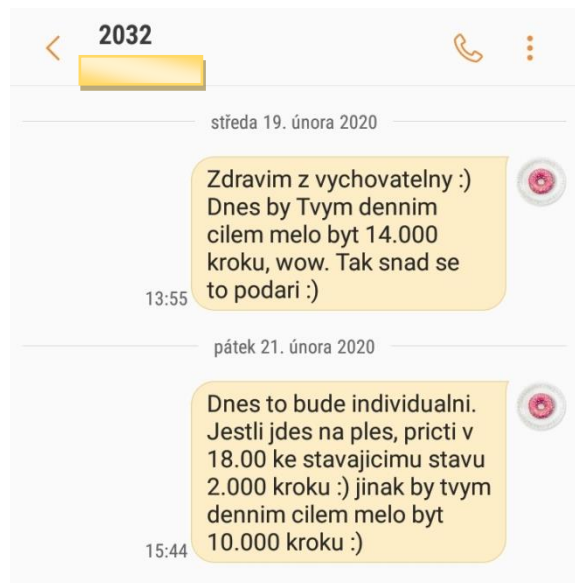 2032
středa 19. února 2020
Zdravim z vychovatelny :)
Dnes by Tvym dennim
cilem melo byt 14.000
kroku, wow. Tak snad se
to podari :)
13:55
pátek 21. února 2020
Dnes to bude individualni.
Jestli jdes na ples, pricti v
18.00 ke stavajicimu stavu
2.000 kroku :) jinak by tvym
dennim cilem melo byt
10.000 kroku :)
15:44